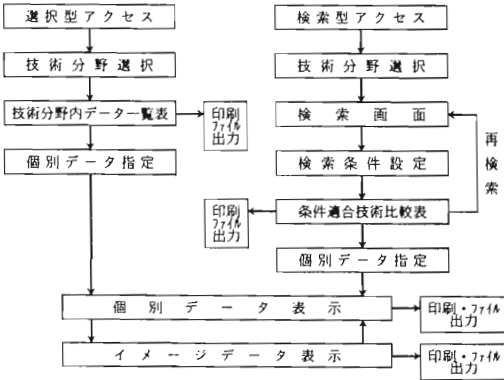 選択型アクセス
技術分野選択
技術分野内データ一覧表
印刷
ファイル
出力
個別データ指定
検索型アクセス
技術分野選択
検索画面
検索条件設定
再検索
条件適合技術比較表
印刷
ファイル
出力
個別データ指定
個別データ表示
印刷・ファイル
出力
イメージデータ表示
印刷・ファイル
出力